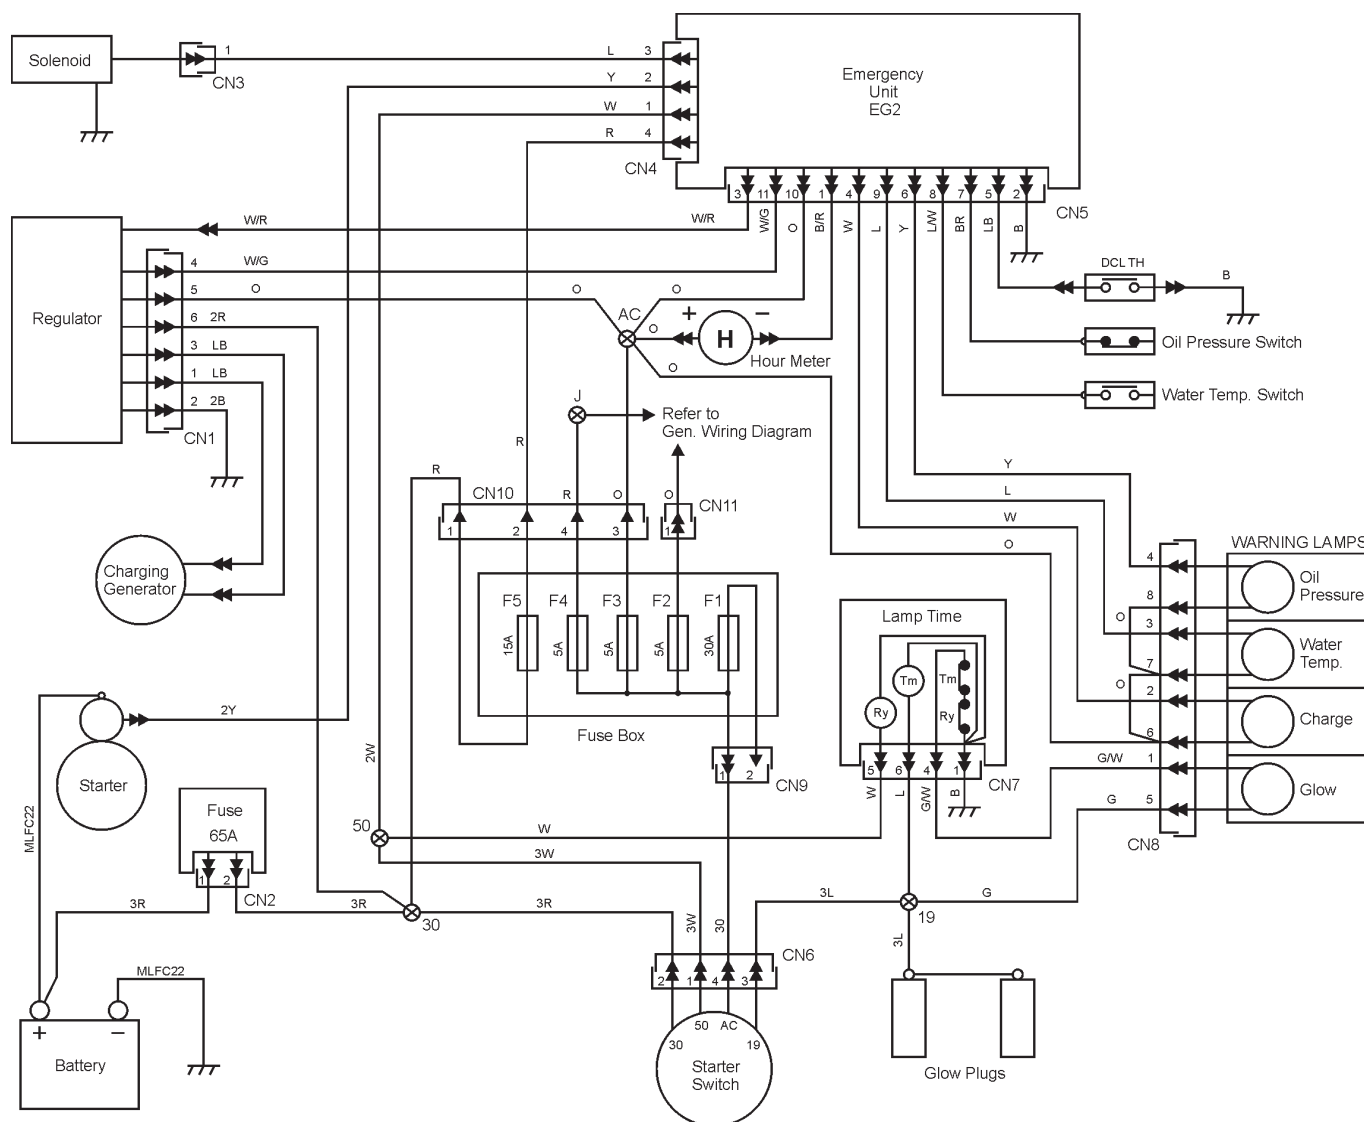 Solenoid
1
CN3
L
3
Y
2
W
1
R
4
CN4
Emergency
Unit
EG2
3
11
10
1
4
9
6
8
7
5
2
CN5
W/R
W/R
W/G
O
B/R
W
L
Y
L/W
BR
LB
B
Regulator
4
W/G
5
O
O
O
6
2R
3
LB
1
LB
2
2B
CN1
AC
O
+
−
H
Hour Meter
O
DCL TH
B
Oil Pressure Switch
Water Temp. Switch
J
Refer to
Gen. Wiring Diagram
R
R
CN10
R
O
O
CN11
1
2
4
3
1
Y
L
W
O
Charging
Generator
F5
F4
F3
F2
F1
15A
5A
5A
5A
30A
Fuse Box
Lamp Time
Tm
Tm
Ry
Ry
5
6
4
1
CN7
W
L
G/W
B
WARNING LAMPS
4
Oil
Pressure
8
O
3
Water
Temp.
7
O
2
Charge
6
G/W
1
Glow
G
5
CN8
2Y
Starter
MLFC22
2W
1
2
CN9
Fuse
65A
1
2
CN2
50
W
3W
3R
3R
30
3R
3W
30
3L
G
19
3L
CN6
2
1
4
3
50
AC
30
19
Starter
Switch
Glow Plugs
MLFC22
+
−
Battery